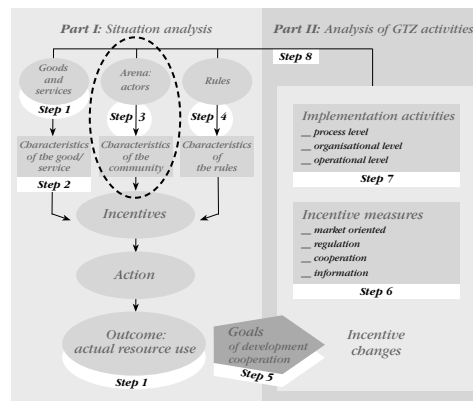 Part I: Situation analysis
Part II: Analysis of GTZ activities
Step 8
Goods
and
services
Step 1
Arena:
actors
Step 3
Rules
Step 4
Characteristics
of the good/
service
Step 2
Characteristics
of the
community
Characteristics
of
the rules
Incentives
Action
Outcome:
actual resource use
Step 1
Goals
of development
cooperation
Step 5
Implementation activities
__ process level
__ organisational level
__ operational level
Step 7
Incentive measures
__ market oriented
__ regulation
__ cooperation
__ information
Step 6
Incentive
changes